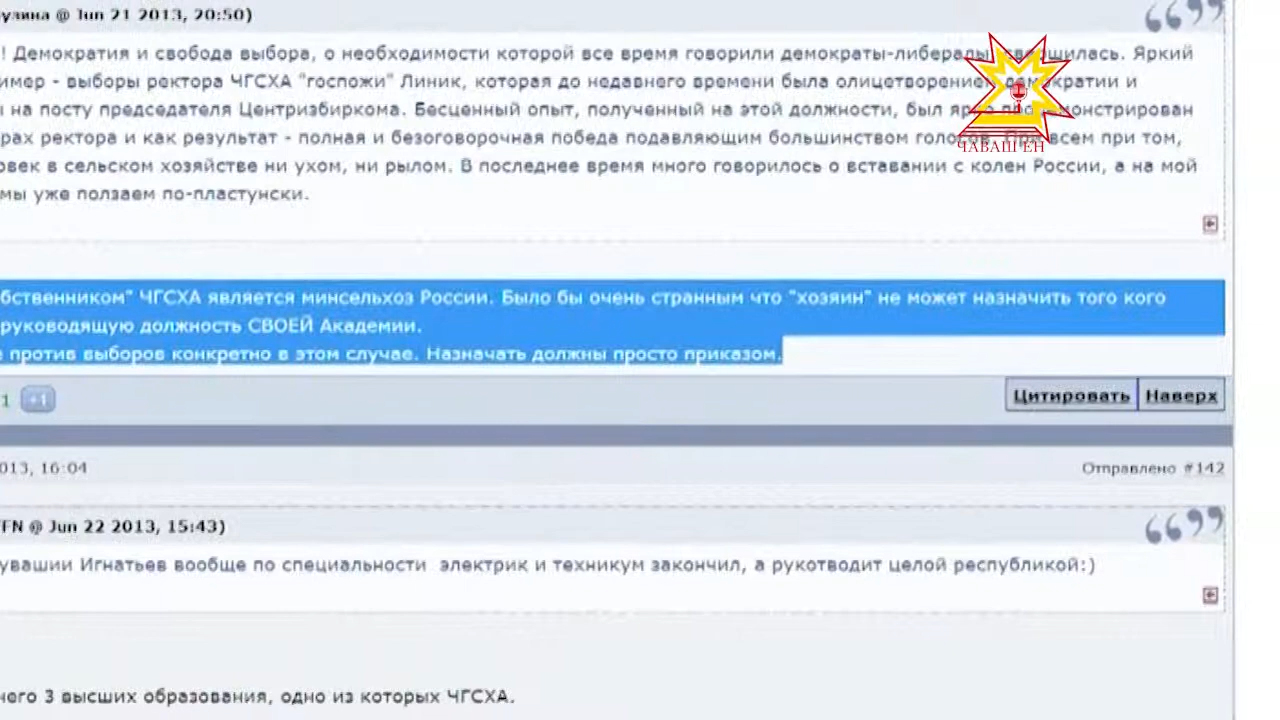 узина @ Jun 21 2013, 20:50)
! Демократия и свобода выбора, о необходимости которой все время говорили демократы-либералы, свершилась. Яркий
имер - выборы ректора ЧГСХА "госпожи" Линик, которая до недавнего времени была олицетворением демократии и
ы на посту председателя Центризбиркома. Бесценный опыт, полученный на этой должности, был ярко продемонстрирован
рах ректора и как результат - полная и безоговорочная победа подавляющим большинством голосов. При всем при том,
овек в сельском хозяйстве ни ухом, ни рылом. В последнее время много говорилось о вставании с колен России, а на мой
мы уже ползаем по-пластунски.
ЧАВАШ ЕН
бственником" ЧГСХА является минсельхоз России. Было бы очень странным что "хозяин" не может назначить того кого
руководящую должность СВОЕЙ Академии.
е против выборов конкретно в этом случае. Назначать должны просто приказом.
1 +1
Цитировать Наверх
013, 16:04 Отправлено #142
FN @ Jun 22 2013, 15:43)
увашии Игнатьев вообще по специальности электрик и техникум закончил, а рукотводит целой республикой:)
него 3 высших образования, одно из которых ЧГСХА.